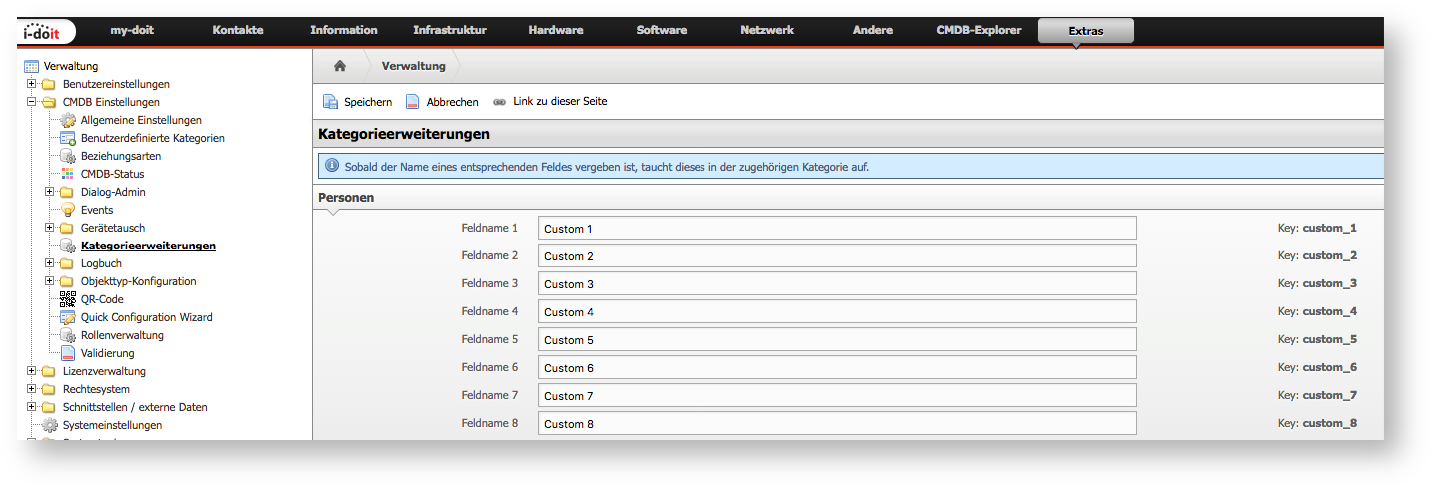 i-doit my-doit Kontakte Information Infrastruktur Hardware Software Netzwerk Andere CMDB-Explorer Extras
Verwaltung
Benutzereinstellungen
CMDB Einstellungen
Allgemeine Einstellungen
Benutzerdefinierte Kategorien
Beziehungsarten
CMDB-Status
Dialog-Admin
Events
Gerätetausch
Kategorieerweiterungen
Logbuch
Objekttyp-Konfiguration
QR-Code
Quick Configuration Wizard
Rollenverwaltung
Validierung
Lizenzverwaltung
Rechtesystem
Schnittstellen / externe Daten
Systemeinstellungen
Verwaltung
Speichern Abbrechen Link zu dieser Seite
Kategorieerweiterungen
Sobald der Name eines entsprechenden Feldes vergeben ist, taucht dieses in der zugehörigen Kategorie auf.
Personen
Feldname 1 Custom 1 Key: custom_1
Feldname 2 Custom 2 Key: custom_2
Feldname 3 Custom 3 Key: custom_3
Feldname 4 Custom 4 Key: custom_4
Feldname 5 Custom 5 Key: custom_5
Feldname 6 Custom 6 Key: custom_6
Feldname 7 Custom 7 Key: custom_7
Feldname 8 Custom 8 Key: custom_8